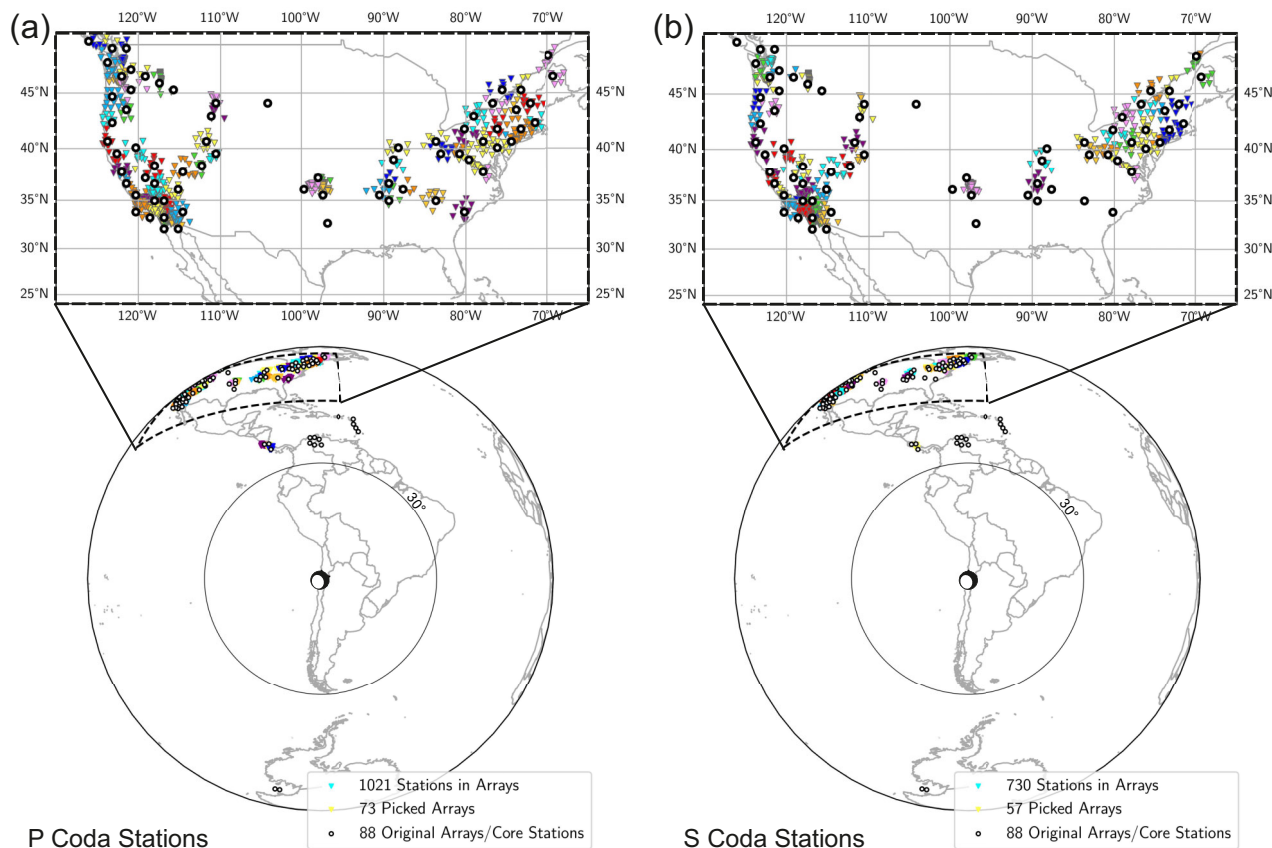 (a)
70°W
120°W 110°W 100°W 90°W 80°W
45°N 45°N
40°N 40°N
35°N 35°N
30°N 30°N
25°N 25°N
120°W 110°W 100°W 90°W 80°W 70°W
30°
1021 Stations in Arrays
73 Picked Arrays
88 Original Arrays/Core Stations
P Coda Stations
(b)
120°W 110°W 100°W 90°W 80°W 70°W
45°N 45°N
40°N 40°N
35°N 35°N
30°N 30°N
25°N 25°N
120°W 110°W 100°W 90°W 80°W 70°W
30°
730 Stations in Arrays
57 Picked Arrays
88 Original Arrays/Core Stations
S Coda Stations